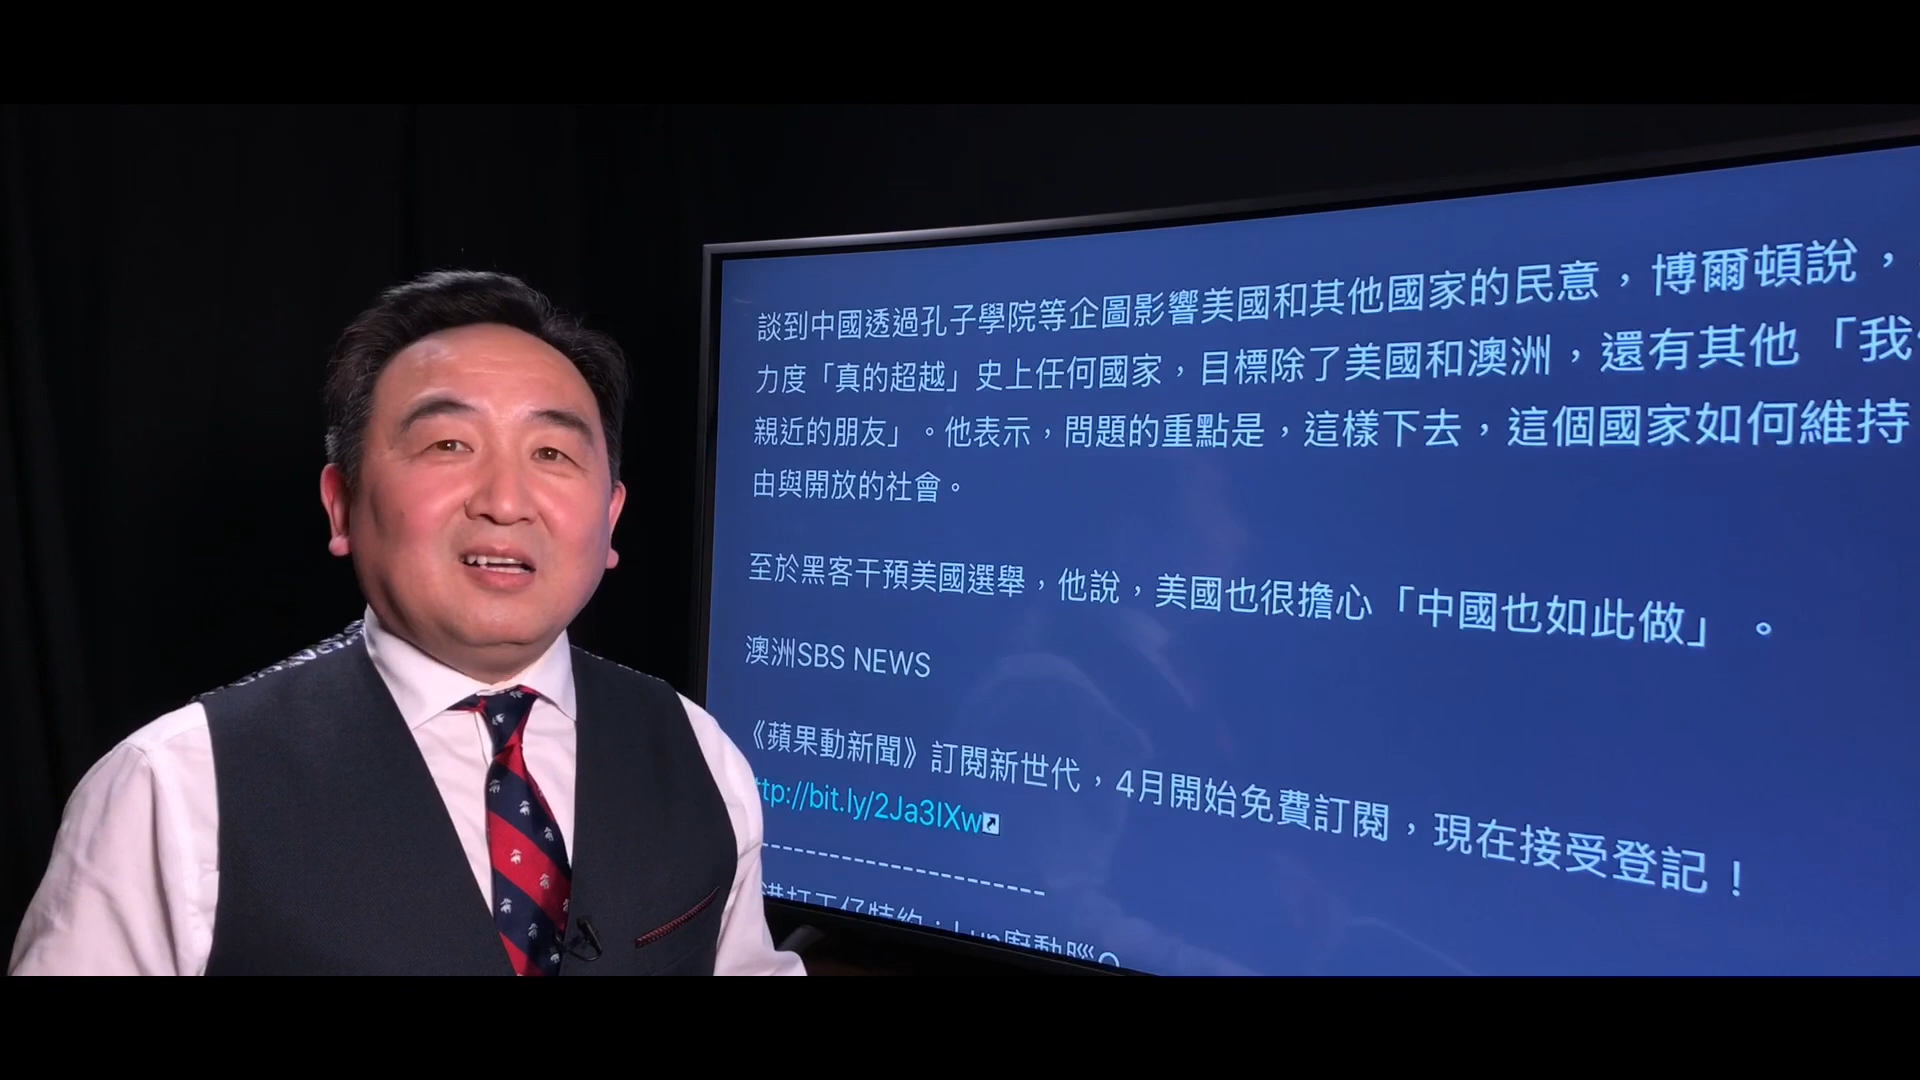 談到中國透過孔子學院等企圖影響美國和其他國家的民意，博爾頓說，
力度「真的超越」史上任何國家，目標除了美國和澳洲，還有其他「我
親近的朋友」。他表示，問題的重點是，這樣下去，這個國家如何維持
由與開放的社會。
至於黑客干預美國選舉，他說，美國也很擔心「中國也如此做」。
澳洲SBS NEWS
《蘋果動新聞》訂閱新世代，4月開始免費訂閱，現在接受登記！
ttp://bit.ly/2Ja3IXw
---------------------